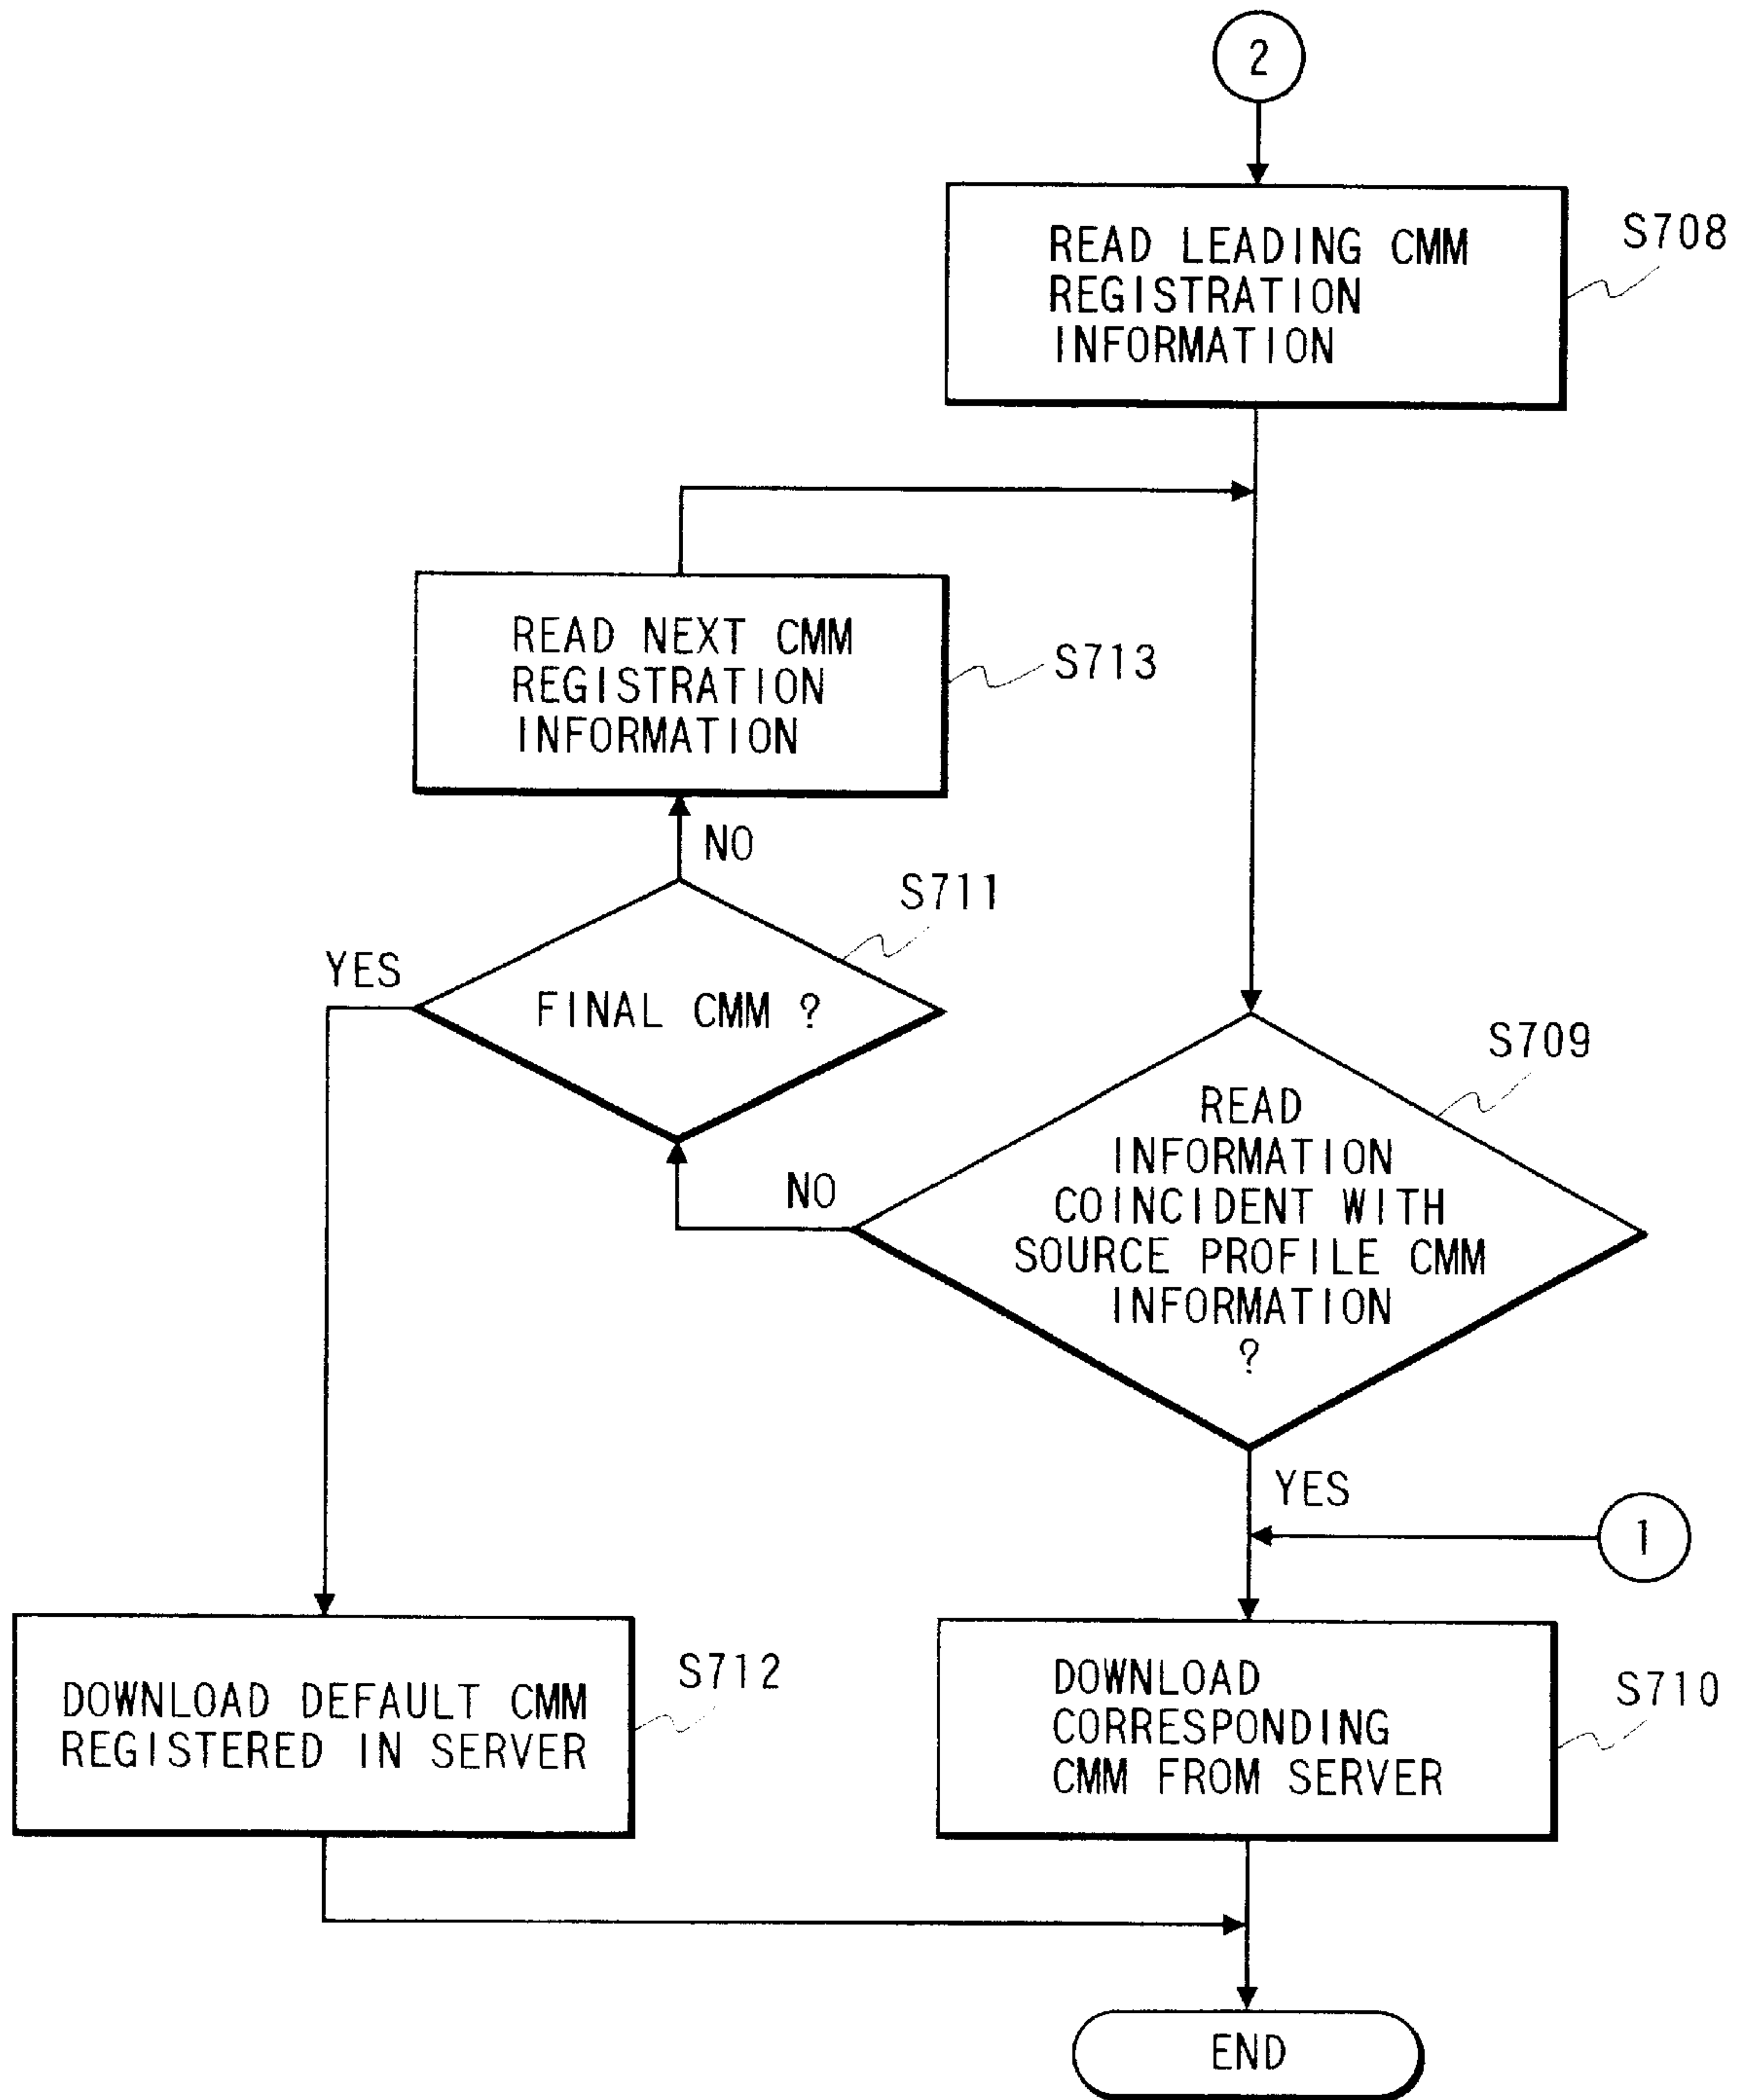 2
READ LEADING CMM
REGISTRATION
INFORMATION
S708
READ NEXT CMM
REGISTRATION
INFORMATION
S713
NO
S711
YES
FINAL CMM ?
S709
READ
INFORMATION
COINCIDENT WITH
SOURCE PROFILE CMM
INFORMATION
?
NO
YES
1
DOWNLOAD DEFAULT CMM
REGISTERED IN SERVER
S712
DOWNLOAD
CORRESPONDING
CMM FROM SERVER
S710
END